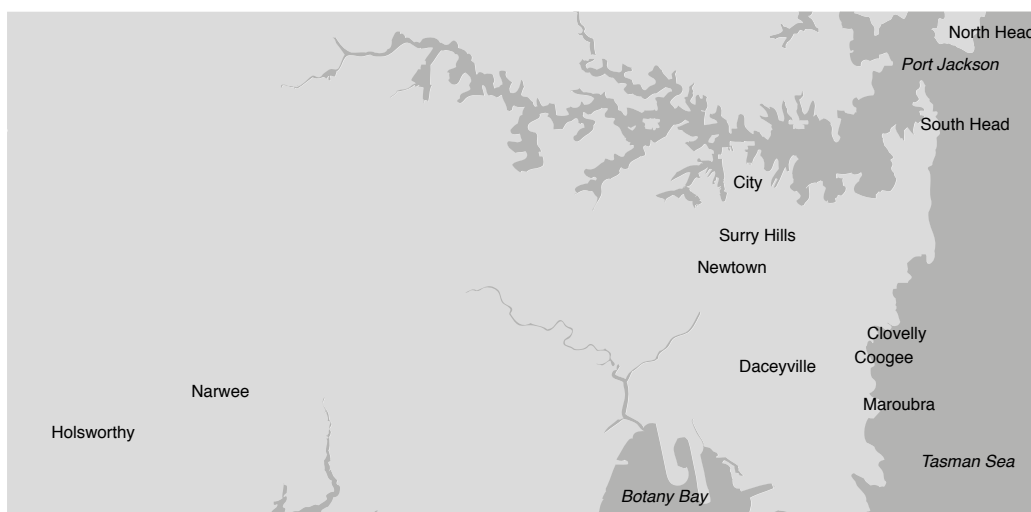 North Head
Port Jackson
South Head
City
Surry Hills
Newtown
Clovelly
Coogee
Daceyville
Narwee
Maroubra
Holsworthy
Tasman Sea
Botany Bay